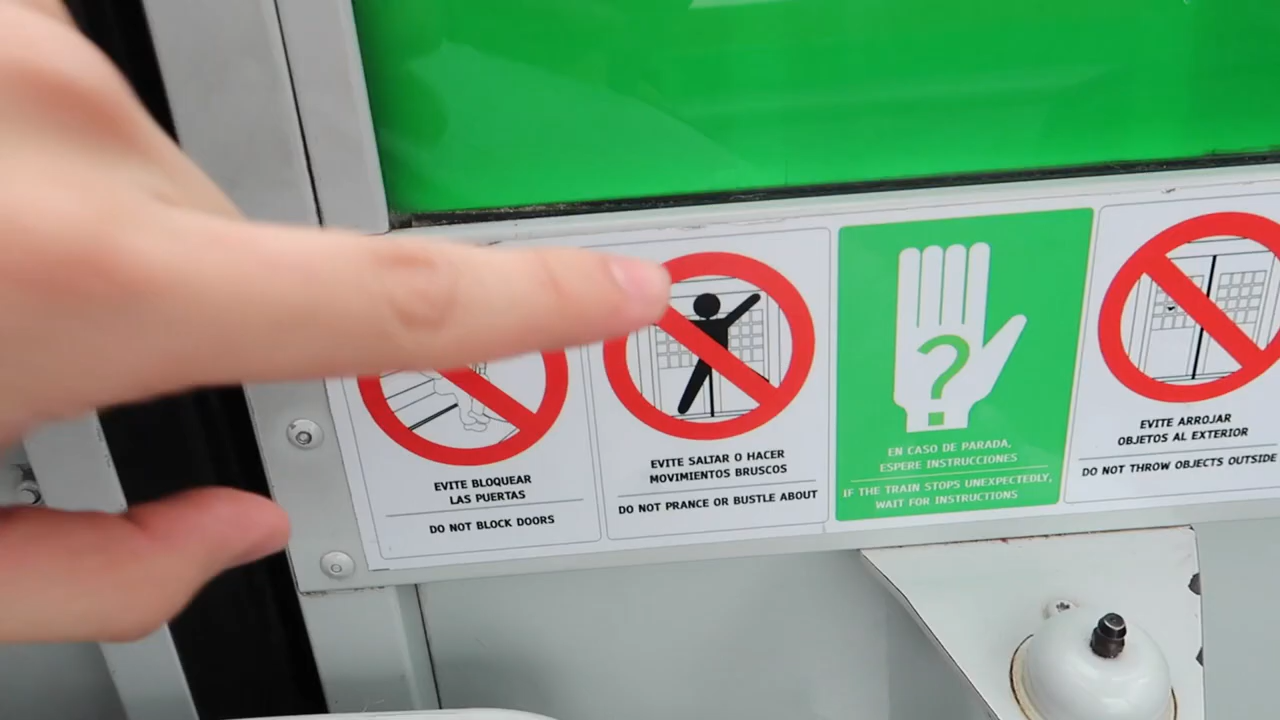 EVITE BLOQUEAR
LAS PUERTAS
DO NOT BLOCK DOORS
EVITE SALTAR O HACER
MOVIMIENTOS BRUSCOS
DO NOT PRANCE OR BUSTLE ABOUT
?
EN CASO DE PARADA,
ESPERE INSTRUCCIONES
IF THE TRAIN STOPS UNEXPECTEDLY,
WAIT FOR INSTRUCTIONS
EVITE ARROJAR
OBJETOS AL EXTERIOR
DO NOT THROW OBJECTS OUTSIDE